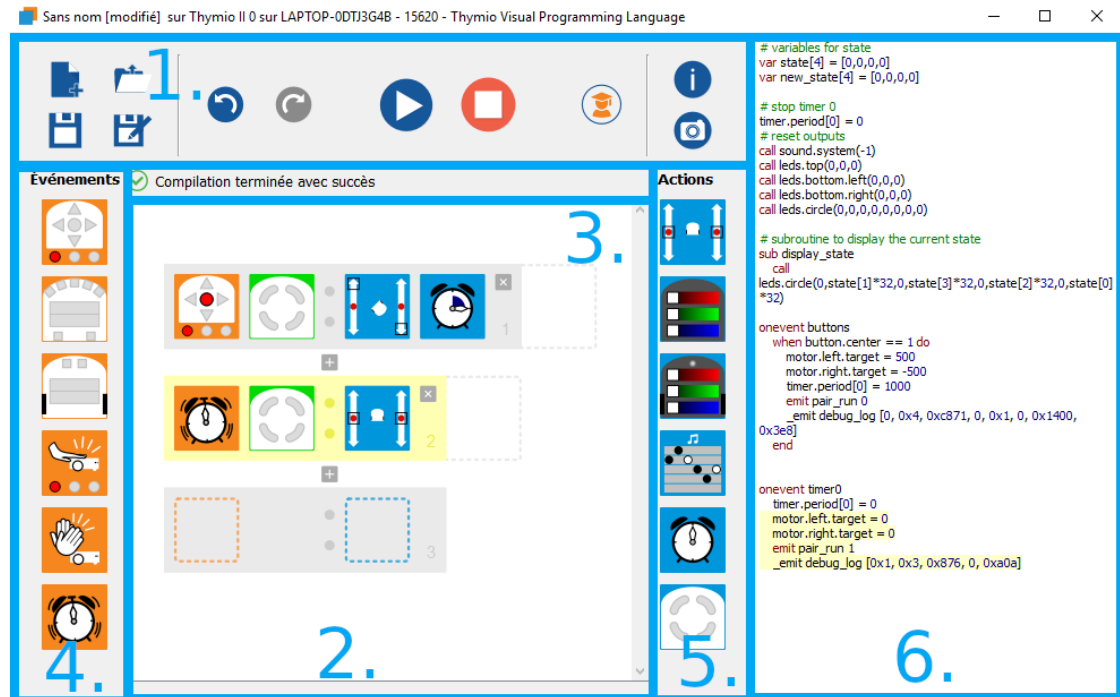 Sans nom [modifié] sur Thymio II 0 sur LAPTOP-0DTJ3G4B - 15620 - Thymio Visual Programming Language
1.
i
Événements
Compilation terminée avec succès
Actions
3.
1
2
3
4.
2.
5.
# variables for state
var state[4] = [0,0,0,0]
var new_state[4] = [0,0,0,0]
# stop timer 0
timer.period[0] = 0
# reset outputs
call sound.system(-1)
call leds.top(0,0,0)
call leds.bottom.left(0,0,0)
call leds.bottom.right(0,0,0)
call leds.circle(0,0,0,0,0,0,0,0)
# subroutine to display the current state
sub display_state
call
leds.circle(0,state[1]*32,0,state[3]*32,0,state[2]*32,0,state[0]
*32)
onevent buttons
when button.center == 1 do
motor.left.target = 500
motor.right.target = -500
timer.period[0] = 1000
emit pair_run 0
_emit debug_log [0, 0x4, 0xc871, 0, 0x1, 0, 0x1400,
0x3e8]
end
onevent timer0
timer.period[0] = 0
motor.left.target = 0
motor.right.target = 0
emit pair_run 1
_emit debug_log [0x1, 0x3, 0x876, 0, 0xa0a]
6.